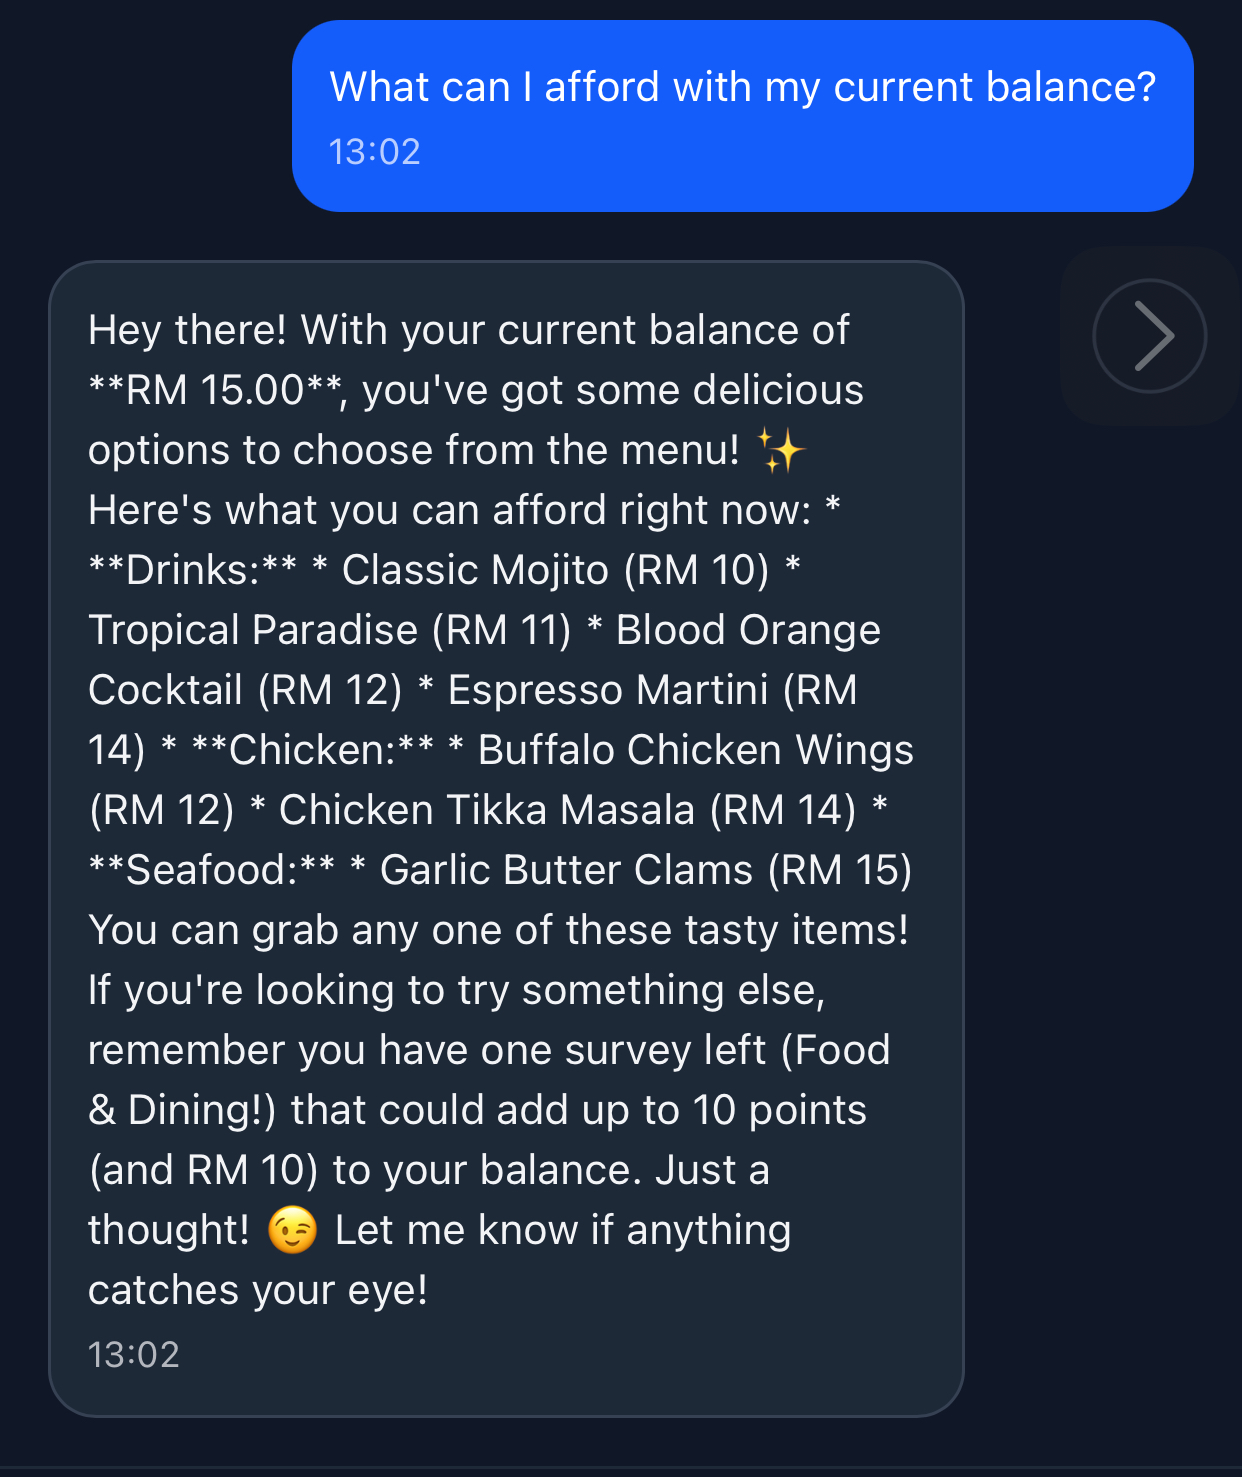 What can I afford with my current balance?
13:02
Hey there! With your current balance of
**RM 15.00**, you've got some delicious
options to choose from the menu! ✨
Here's what you can afford right now: *
**Drinks:** * Classic Mojito (RM 10) *
Tropical Paradise (RM 11) * Blood Orange
Cocktail (RM 12) * Espresso Martini (RM
14) * **Chicken:** * Buffalo Chicken Wings
(RM 12) * Chicken Tikka Masala (RM 14) *
**Seafood:** * Garlic Butter Clams (RM 15)
You can grab any one of these tasty items!
If you're looking to try something else,
remember you have one survey left (Food
& Dining!) that could add up to 10 points
(and RM 10) to your balance. Just a
thought! 😉 Let me know if anything
catches your eye!
13:02